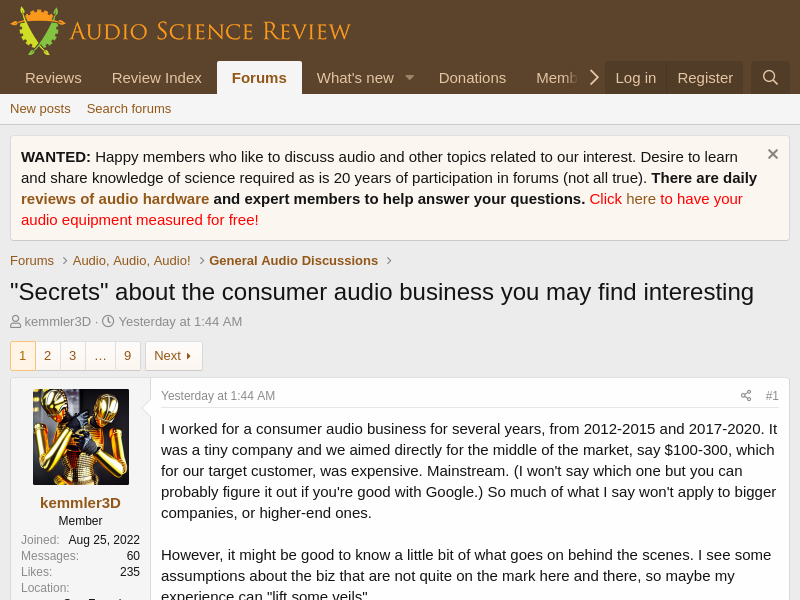 AUDIO SCIENCE REVIEW
Reviews Review Index Forums What's new Donations Memb Log in Register
New posts Search forums
WANTED: Happy members who like to discuss audio and other topics related to our interest. Desire to learn
and share knowledge of science required as is 20 years of participation in forums (not all true). There are daily
reviews of audio hardware and expert members to help answer your questions. Click here to have your
audio equipment measured for free!
Forums > Audio, Audio, Audio! > General Audio Discussions >
"Secrets" about the consumer audio business you may find interesting
kemmler3D · Yesterday at 1:44 AM
1 2 3 … 9 Next
Yesterday at 1:44 AM #1
kemmler3D
Member
Joined: Aug 25, 2022
Messages: 60
Likes: 235
Location:
I worked for a consumer audio business for several years, from 2012-2015 and 2017-2020. It
was a tiny company and we aimed directly for the middle of the market, say $100-300, which
for our target customer, was expensive. Mainstream. (I won't say which one but you can
probably figure it out if you're good with Google.) So much of what I say won't apply to bigger
companies, or higher-end ones.
However, it might be good to know a little bit of what goes on behind the scenes. I see some
assumptions about the biz that are not quite on the mark here and there, so maybe my
experience can "lift some veils"